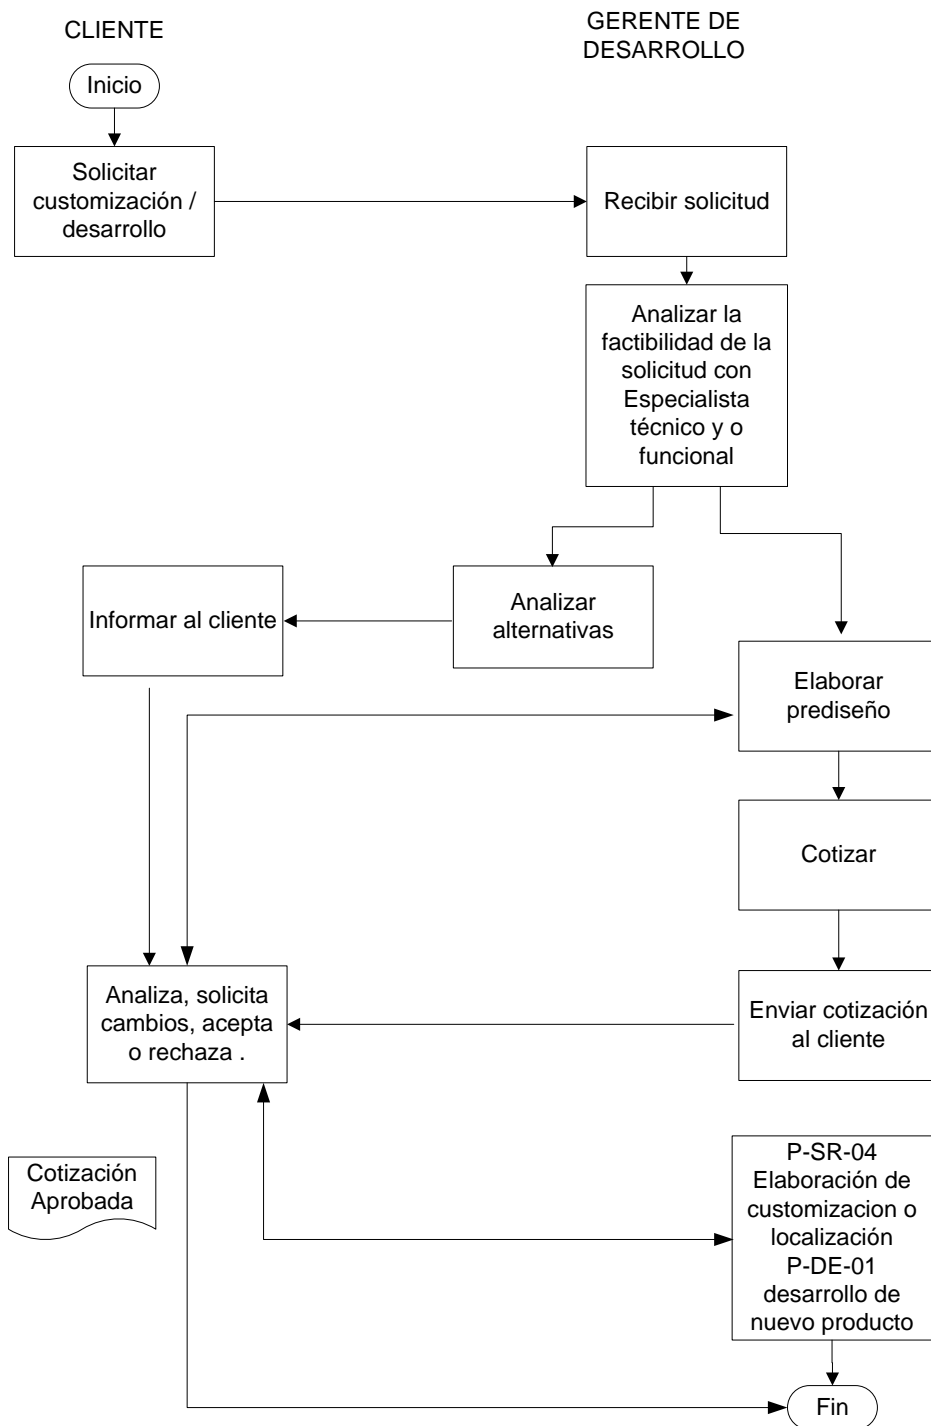 CLIENTE
GERENTE DE
DESARROLLO
Inicio
Solicitar
customización /
desarrollo
Recibir solicitud
Analizar la
factibilidad de la
solicitud con
Especialista
técnico y o
funcional
Informar al cliente
Analizar
alternativas
Elaborar
prediseño
Cotizar
Analiza, solicita
cambios, acepta
o rechaza .
Enviar cotización
al cliente
Cotización
Aprobada
P-SR-04
Elaboración de
customizacion o
localización
P-DE-01
desarrollo de
nuevo producto
Fin